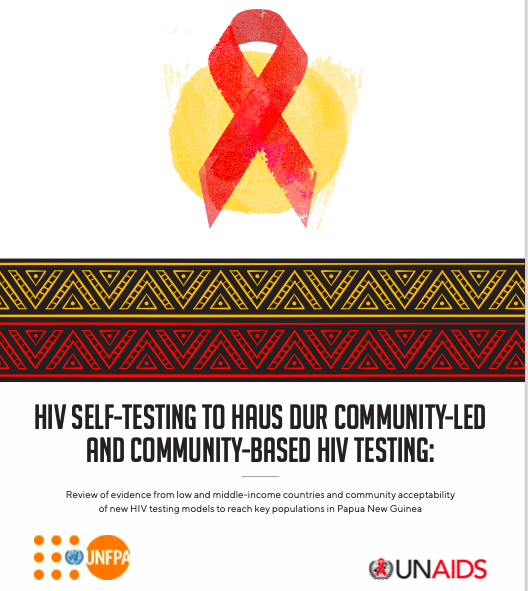 HIV SELF-TESTING TO HAUS DUR COMMUNITY-LED
AND COMMUNITY-BASED HIV TESTING:
Review of evidence from low and middle-income countries and community acceptability
of new HIV testing models to reach key populations in Papua New Guinea
UNFPA
UNAIDS